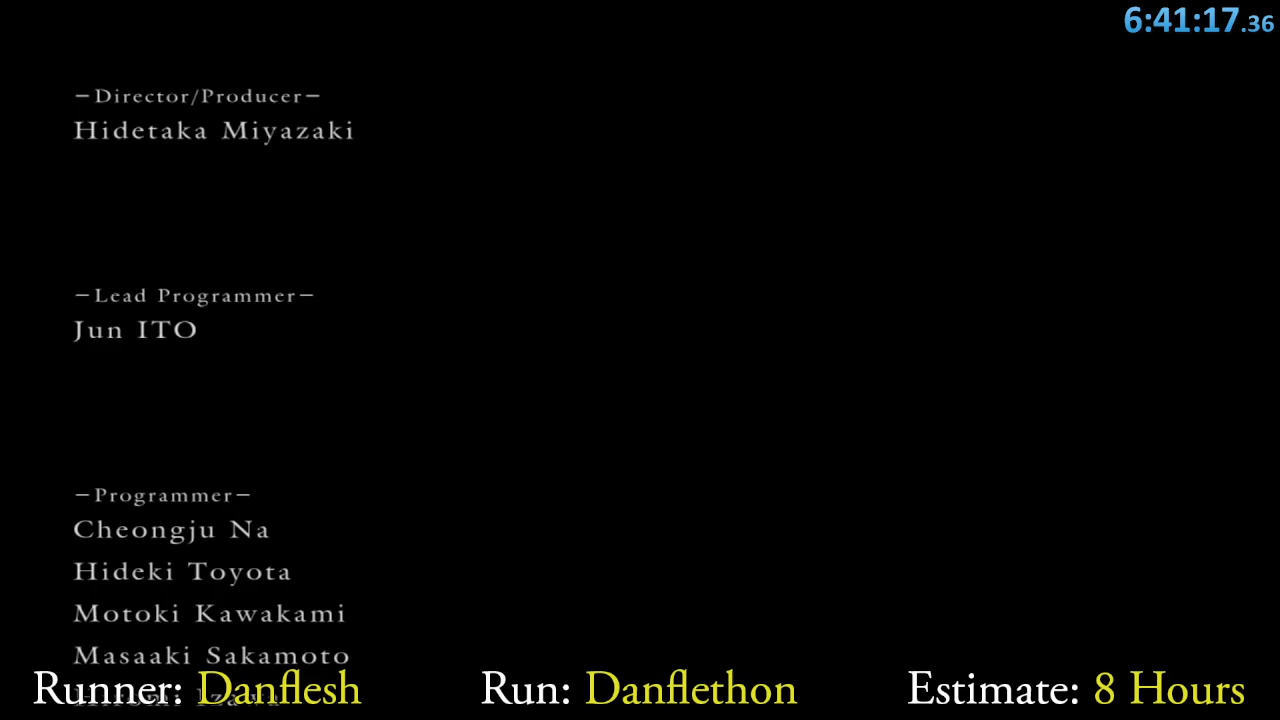 6:41:17.36
—Director/Producer—
Hidetaka Miyazaki
—Lead Programmer—
Jun ITO
—Programmer—
Cheongju Na
Hideki Toyota
Motoki Kawakami
Masaaki Sakamoto
Runner: Danflesh Run: Danflethon Estimate: 8 Hours